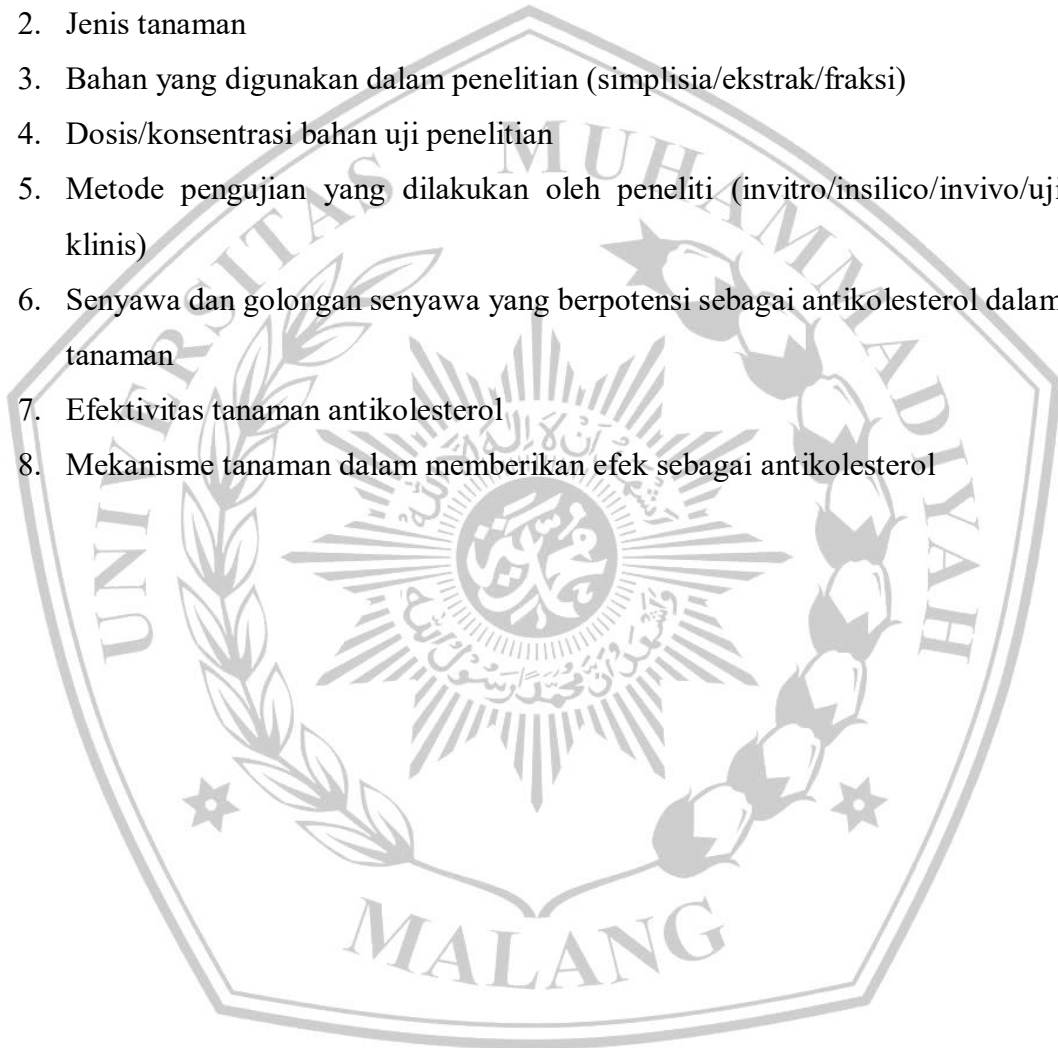 2. Jenis tanaman
3. Bahan yang digunakan dalam penelitian (simplisia/ekstrak/fraksi)
4. Dosis/konsentrasi bahan uji penelitian
5. Metode pengujian yang dilakukan oleh peneliti (invitro/insilico/invivo/uji
klinis)
6. Senyawa dan golongan senyawa yang berpotensi sebagai antikolesterol dalam
tanaman
7. Efektivitas tanaman antikolesterol
8. Mekanisme tanaman dalam memberikan efek sebagai antikolesterol
UNIVERSITAS MUHAMMADIYAH
MALANG